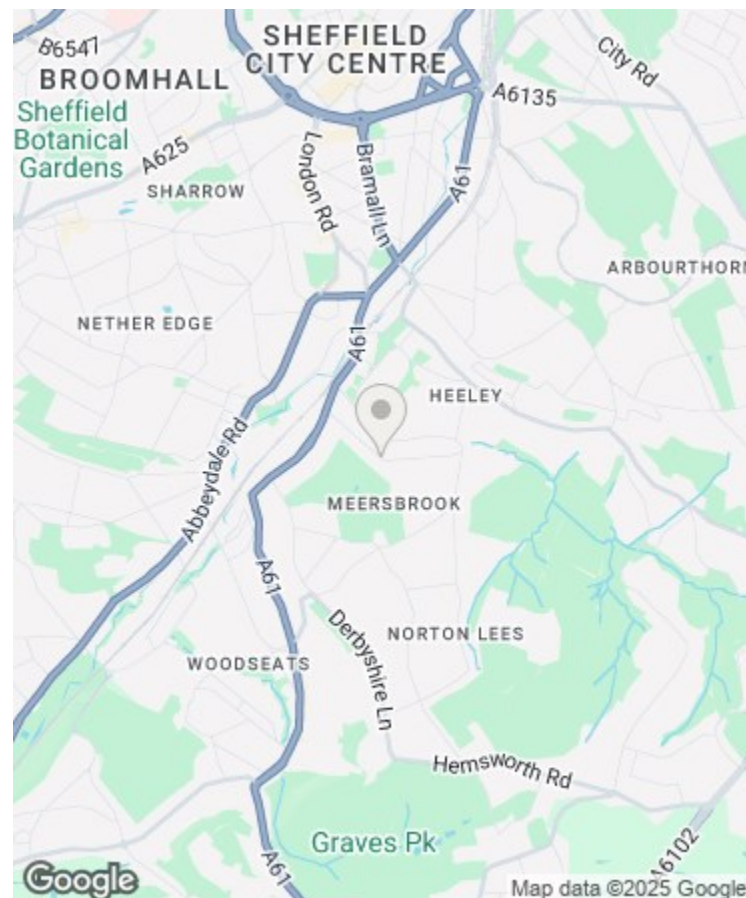 B6547
SHEFFIELD
CITY CENTRE
City Rd
BROOMHALL
Sheffield
Botanical
Gardens
A6135
A625
London Rd
Bramall Ln
A61
SHARROW
ARBOURTHORN
NETHER EDGE
A61
HEELEY
Abbeydale Rd
MEERSBROOK
A61
Derbyshire Ln
NORTON LEES
WOODSEATS
Hemsworth Rd
Graves Pk
A6102
A61
Google
Map data ©2025 Google